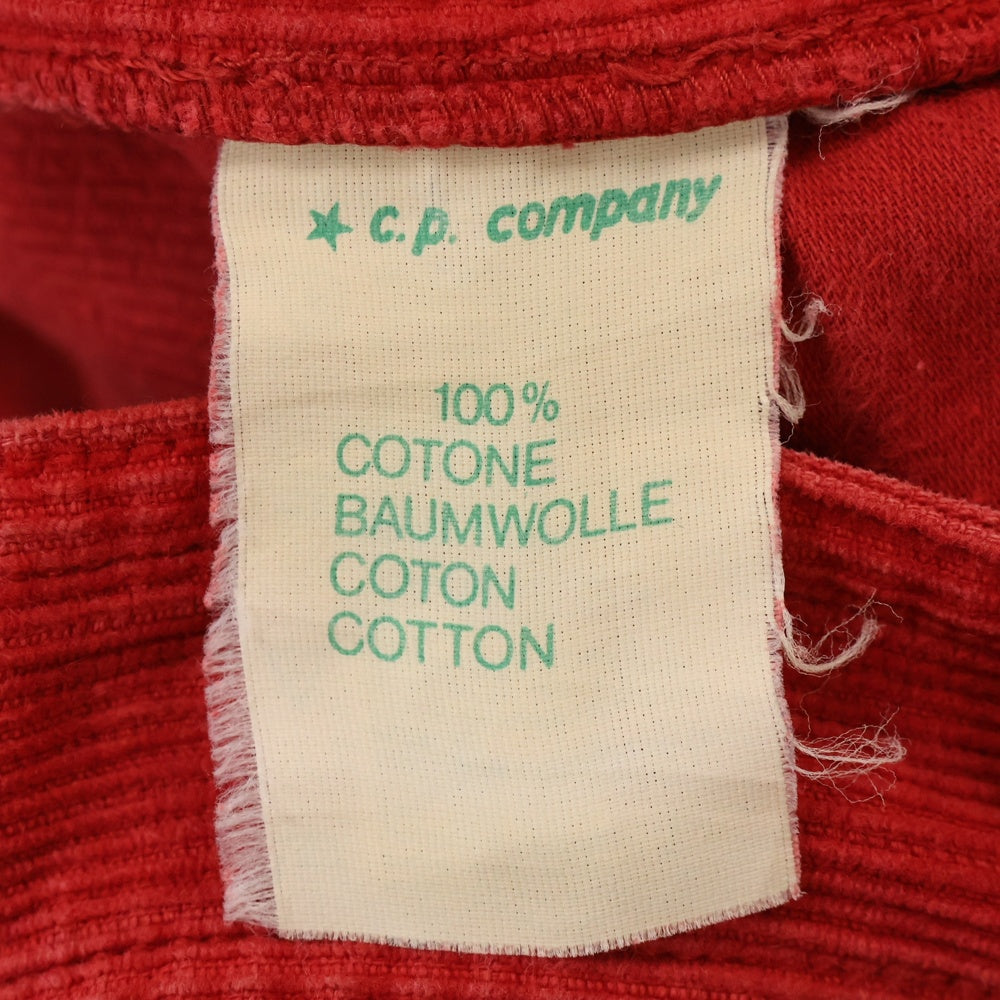 ★ c.p. company
100%
COTONE
BAUMWOLLE
COTON
COTTON